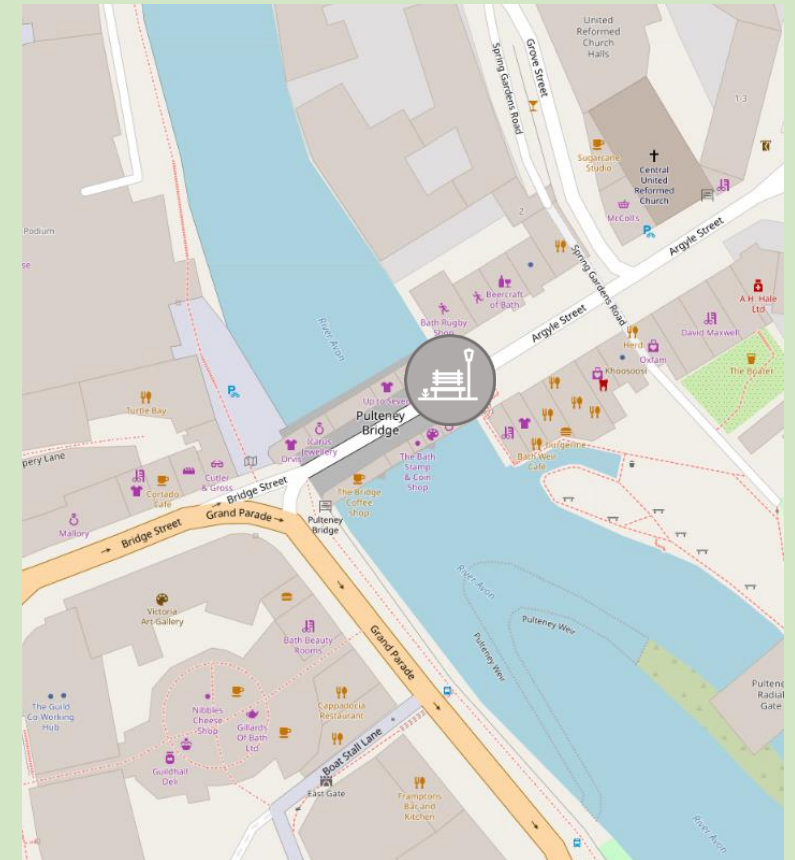 United
Reformed
Church
Halls
Grove Street
Spring Gardens Road
1-3
Sugarcane
Studio
Central
United
Reformed
Church
McColls
2
Argyle Street
Spring Gardens Road
Podium
se
River Avon
Beercraft
of Bath
Bath Rugby
Shop
Argyle Street
A.H. Hale
Ltd
David Maxwell
Herd
Oxfam
Khoosoosi
The Boater
Turtle Bay
Up to Seven
Pulteney
Bridge
Icarus
Jewellery
Orvis
The Bath
Stamp
& Coin
Shop
Bath Weir
Café
pery Lane
Cutler
& Gross
Cortado
Café
Mallory
Bridge Street
The Bridge
Coffee
Shop
Grand Parade
Bridge Street
Pulteney
Bridge
Victoria
Art Gallery
River Avon
Pulteney Weir
Pulteney Weir
Bath Beauty
Rooms
Grand Parade
Pultene
Radial
Gate
The Guild
Co Working
Hub
Nibbles
Cheese
Shop
Gillards
Of Bath
Ltd
Cappadocia
Restaurant
Guildhall
Deli
Boat Stall Lane
East Gate
Framptons
Bar and
Kitchen
River Avon